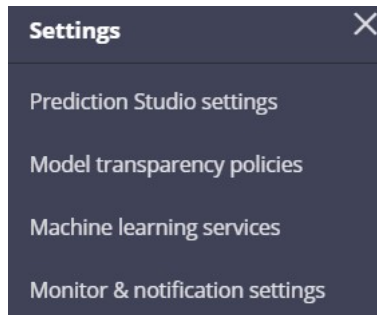 Settings
Prediction Studio settings
Model transparency policies
Machine learning services
Monitor & notification settings